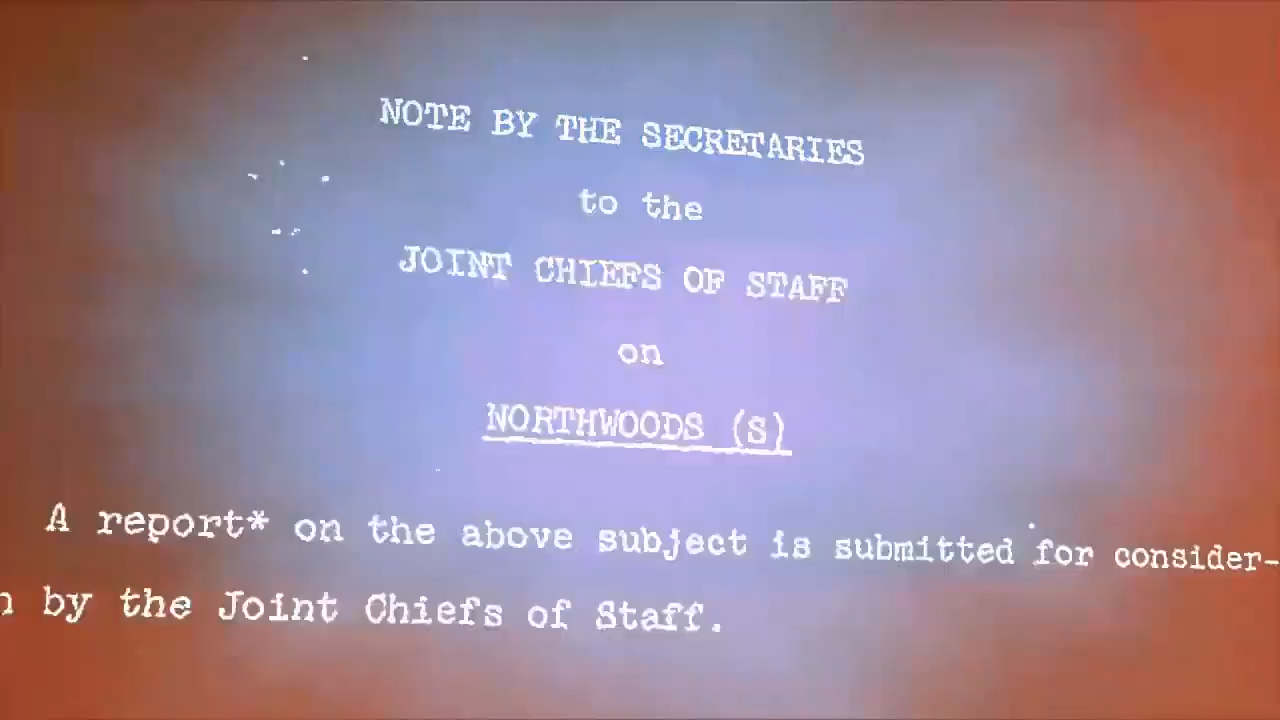 NOTE BY THE SECRETARIES
to the
JOINT CHIEFS OF STAFF
on
NORTHWOODS (S)
A report* on the above subject is submitted for consider-
by the Joint Chiefs of Staff.